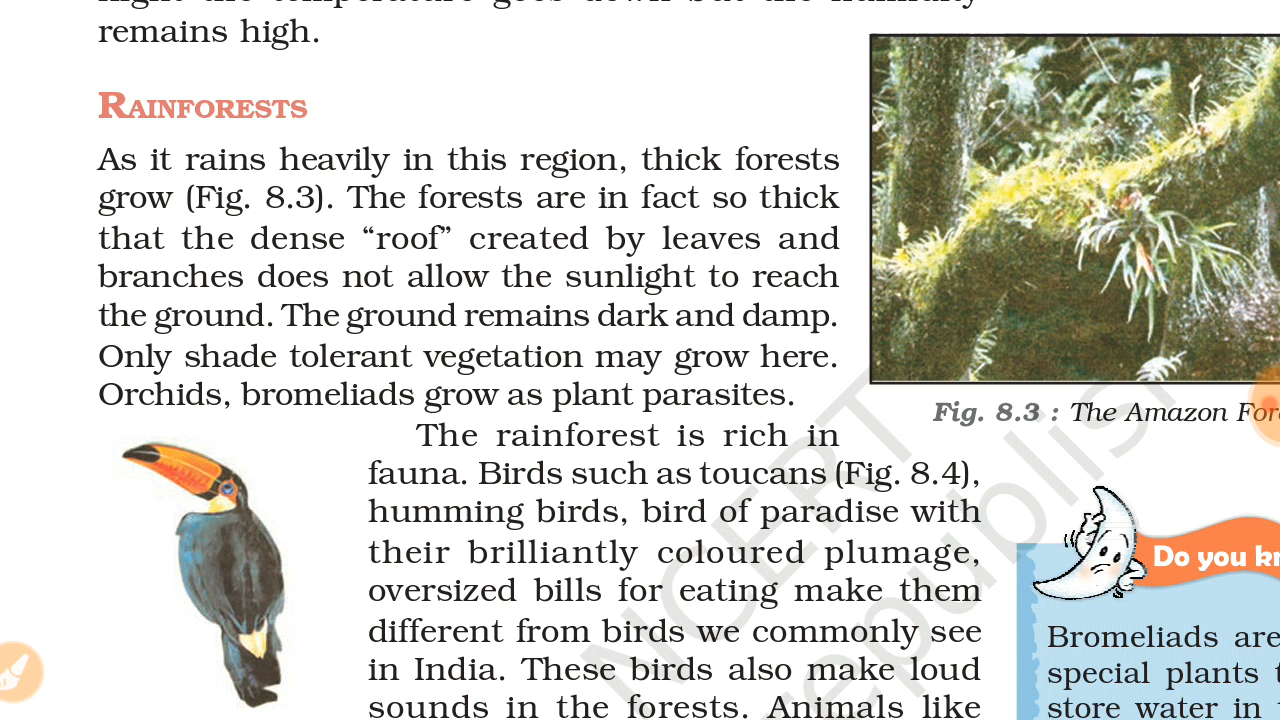 remains high.
RAINFORESTS
As it rains heavily in this region, thick forests
grow (Fig. 8.3). The forests are in fact so thick
that the dense “roof” created by leaves and
branches does not allow the sunlight to reach
the ground. The ground remains dark and damp.
Only shade tolerant vegetation may grow here.
Orchids, bromeliads grow as plant parasites.
The rainforest is rich in
fauna. Birds such as toucans (Fig. 8.4),
humming birds, bird of paradise with
their brilliantly coloured plumage,
oversized bills for eating make them
different from birds we commonly see
in India. These birds also make loud
sounds in the forests. Animals like
Fig. 8.3 : The Amazon
Do you
Bromeliads are
special plants
store water in
NCERT